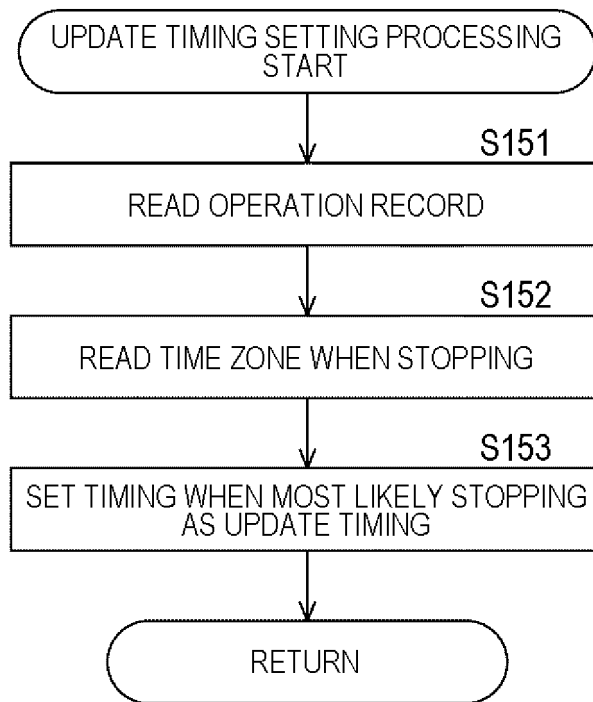 UPDATE TIMING SETTING PROCESSING
START
S151
READ OPERATION RECORD
S152
READ TIME ZONE WHEN STOPPING
S153
SET TIMING WHEN MOST LIKELY STOPPING
AS UPDATE TIMING
RETURN